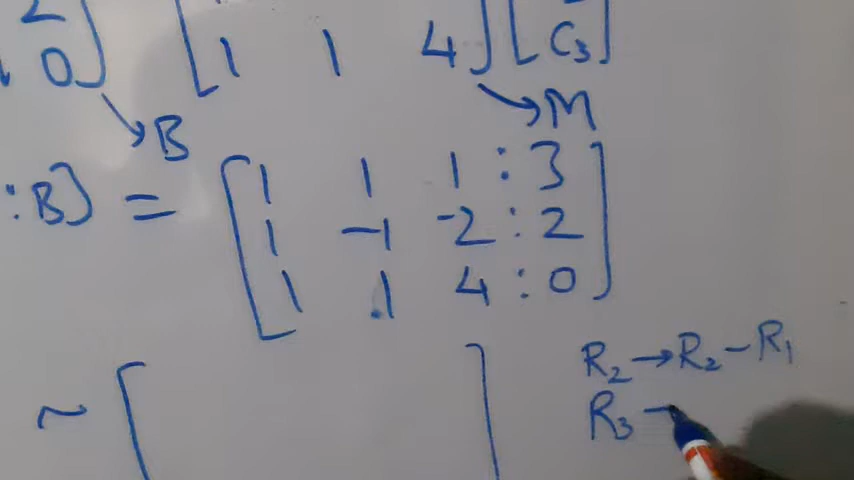 2
0] [1 1 4] [C₃]
B M
:B] = [1 1 1 : 3
1 -1 -2 : 2
1 1 4 : 0]
R₂ → R₂ - R₁
~ [ ] R₃ -